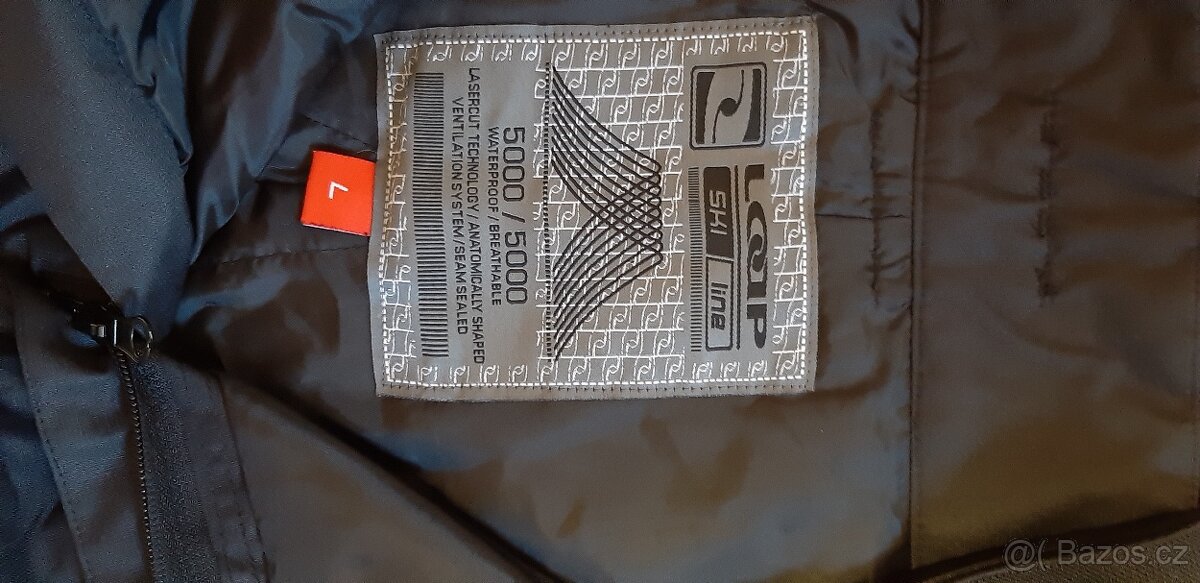 LOAP
SKI line
5000 / 5000
WATERPROOF / BREATHABLE
LASERCUT TECHNOLOGY / ANATOMICALLY SHAPED
VENTILATION SYSTEM / SEAM SEALED
L
@( Bazos.cz